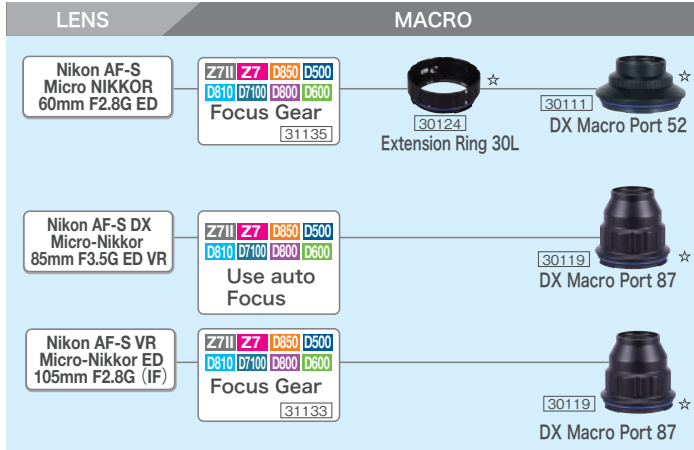 LENS MACRO
Nikon AF-S
Micro NIKKOR
60mm F2.8G ED
Z7II Z7 D850 D500
D810 D7100 D800 D600
Focus Gear
31135
☆
30124
Extension Ring 30L
☆
30111
DX Macro Port 52
Nikon AF-S DX
Micro-Nikkor
85mm F3.5G ED VR
Z7II Z7 D850 D500
D810 D7100 D800 D600
Use auto
Focus
30119 ☆
DX Macro Port 87
Nikon AF-S VR
Micro-Nikkor ED
105mm F2.8G (IF)
Z7II Z7 D850 D500
D810 D7100 D800 D600
Focus Gear
31133
30119 ☆
DX Macro Port 87